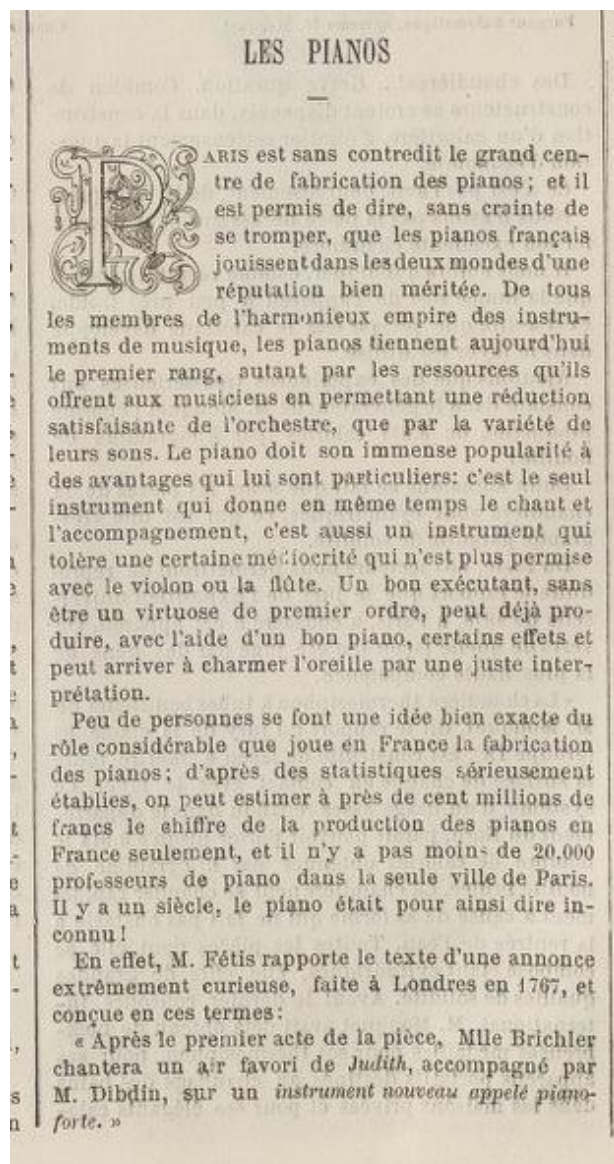 LES PIANOS
PARIS est sans contredit le grand cen-
tre de fabrication des pianos; et il
est permis de dire, sans crainte de
se tromper, que les pianos français
jouissent dans les deux mondes d'une
réputation bien méritée. De tous
les membres de l'harmonieux empire des instru-
ments de musique, les pianos tiennent aujourd'hui
le premier rang, autant par les ressources qu'ils
offrent aux musiciens en permettant une réduction
satisfaisante de l'orchestre, que par la variété de
leurs sons. Le piano doit son immense popularité à
des avantages qui lui sont particuliers: c'est le seul
instrument qui donne en même temps le chant et
l'accompagnement, c'est aussi un instrument qui
tolère une certaine médiocrité qui n'est plus permise
avec le violon ou la flûte. Un bon exécutant, sans
être un virtuose de premier ordre, peut déjà pro-
duire, avec l'aide d'un bon piano, certains effets et
peut arriver à charmer l'oreille par une juste inter-
prétation.
Peu de personnes se font une idée bien exacte du
rôle considérable que joue en France la fabrication
des pianos; d'après des statistiques sérieusement
établies, on peut estimer à près de cent millions de
francs le chiffre de la production des pianos en
France seulement, et il n'y a pas moins de 20.000
professeurs de piano dans la seule ville de Paris.
Il y a un siècle, le piano était pour ainsi dire in-
connu!
En effet, M. Fétis rapporte le texte d'une annonce
extrêmement curieuse, faite à Londres en 1767, et
conçue en ces termes:
« Après le premier acte de la pièce, Mlle Brichler
chantera un air favori de Judith, accompagné par
M. Dibdin, sur un instrument nouveau appelé piano-
forte. »